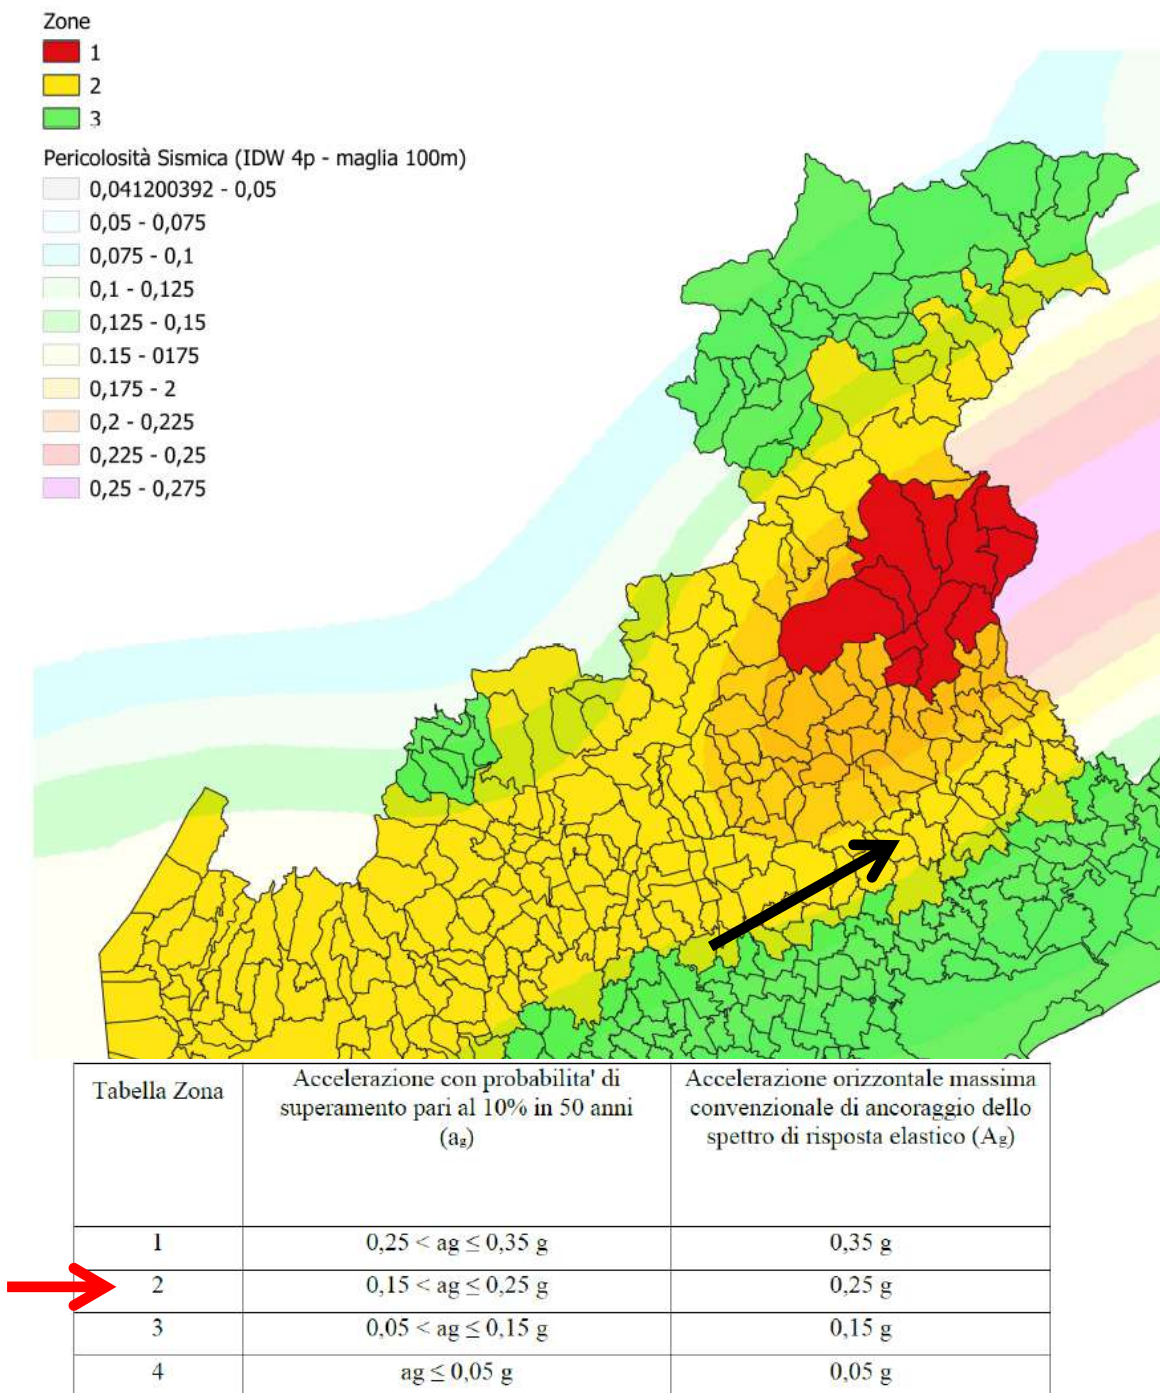 Zone
1
2
3
Pericolosità Sismica (IDW 4p - maglia 100m)
0,041200392 - 0,05
0,05 - 0,075
0,075 - 0,1
0,1 - 0,125
0,125 - 0,15
0.15 - 0175
0,175 - 2
0,2 - 0,225
0,225 - 0,25
0,25 - 0,275
Tabella Zona
Accelerazione con probabilita' di
superamento pari al 10% in 50 anni
(ag)
Accelerazione orizzontale massima
convenzionale di ancoraggio dello
spettro di risposta elastico (Ag)
1 0,25 < ag ≤ 0,35 g 0,35 g
2 0,15 < ag ≤ 0,25 g 0,25 g
3 0,05 < ag ≤ 0,15 g 0,15 g
4 ag ≤ 0,05 g 0,05 g